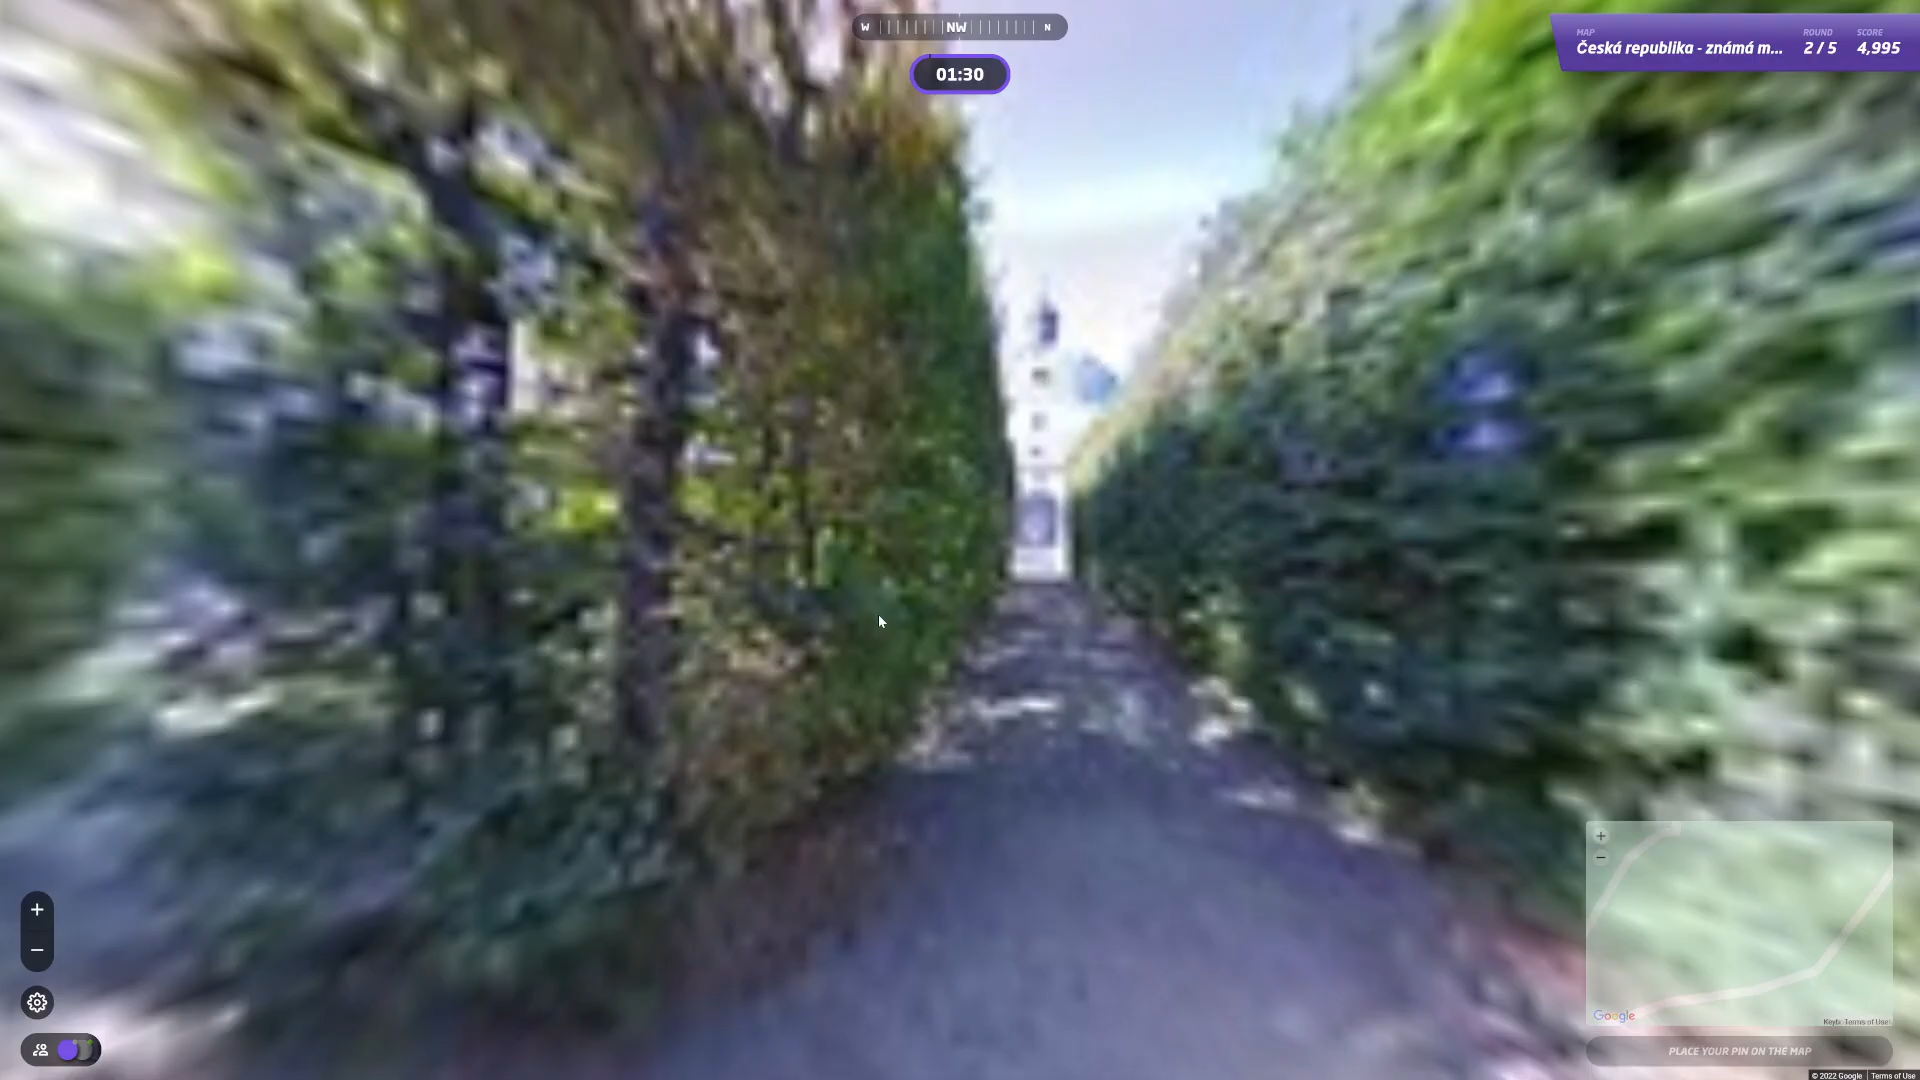 W NW N
01:30
MAP
Česká republika - známá m...
ROUND
2 / 5
SCORE
4,995
+
−
+
−
Google
Terms of Use
PLACE YOUR PIN ON THE MAP
© 2022 Google Terms of Use